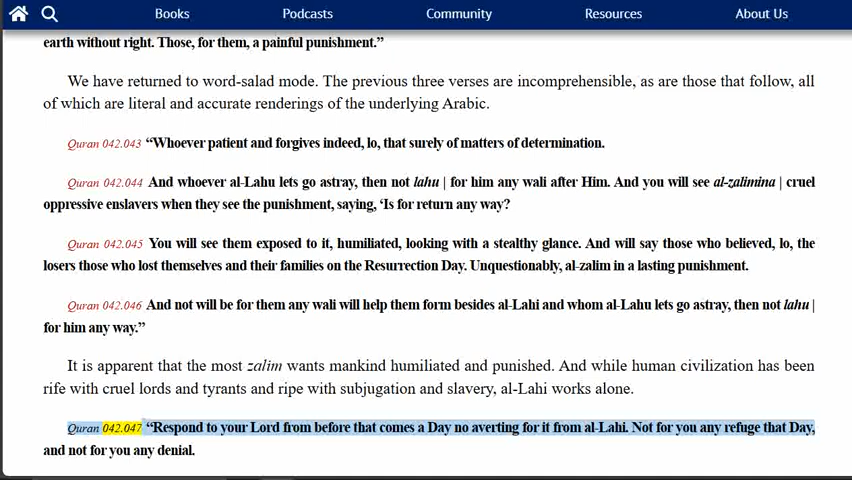 Books Podcasts Community Resources About Us
earth without right. Those, for them, a painful punishment.”
We have returned to word-salad mode. The previous three verses are incomprehensible, as are those that follow, all
of which are literal and accurate renderings of the underlying Arabic.
Quran 042.043 “Whoever patient and forgives indeed, lo, that surely of matters of determination.
Quran 042.044 And whoever al-Lahu lets go astray, then not lahu | for him any wali after Him. And you will see al-zalimina | cruel
oppressive enslavers when they see the punishment, saying, ‘Is for return any way?
Quran 042.045 You will see them exposed to it, humiliated, looking with a stealthy glance. And will say those who believed, lo, the
losers those who lost themselves and their families on the Resurrection Day. Unquestionably, al-zalim in a lasting punishment.
Quran 042.046 And not will be for them any wali will help them form besides al-Lahi and whom al-Lahu lets go astray, then not lahu |
for him any way.”
It is apparent that the most zalim wants mankind humiliated and punished. And while human civilization has been
rife with cruel lords and tyrants and ripe with subjugation and slavery, al-Lahi works alone.
Quran 042.047 “Respond to your Lord from before that comes a Day no averting for it from al-Lahi. Not for you any refuge that Day,
and not for you any denial.